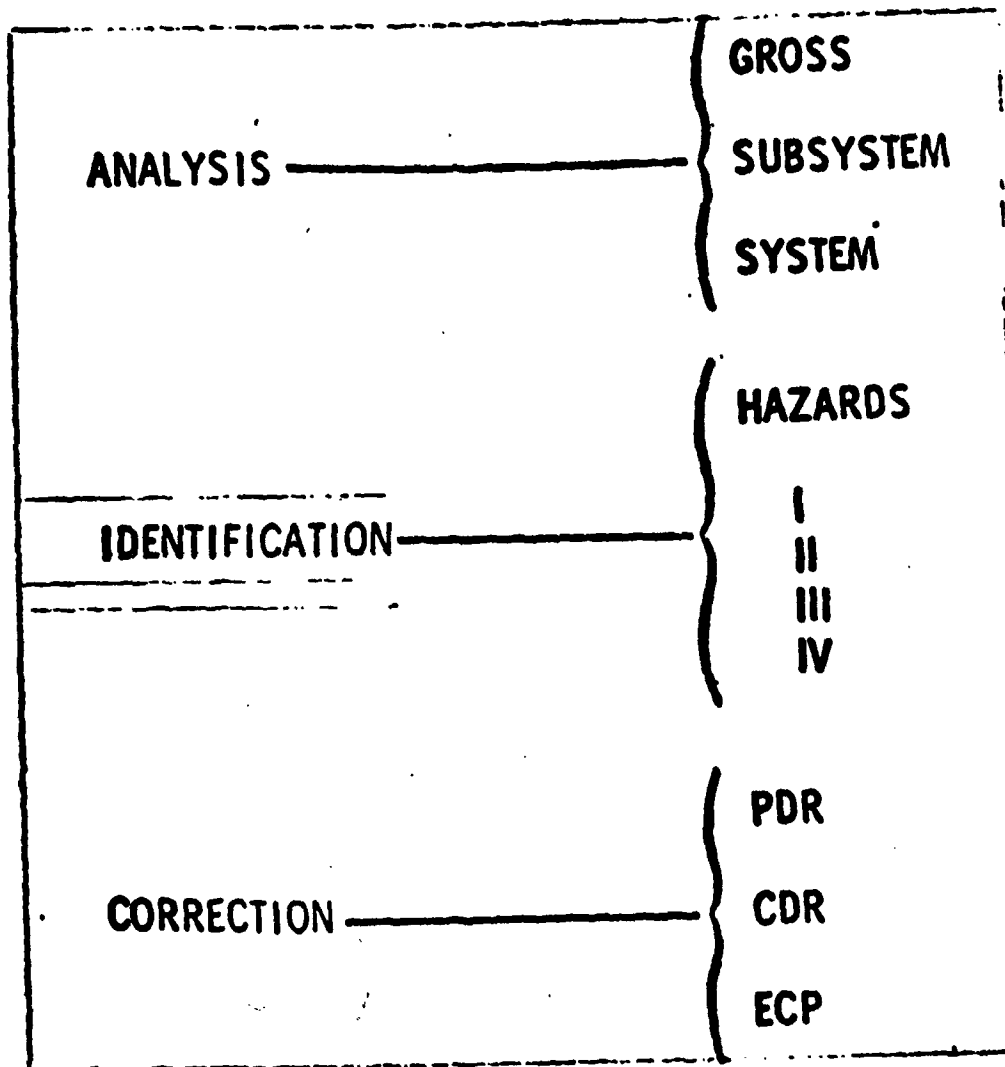 ANALYSIS
GROSS
SUBSYSTEM
SYSTEM
IDENTIFICATION
HAZARDS
I
II
III
IV
CORRECTION
PDR
CDR
ECP